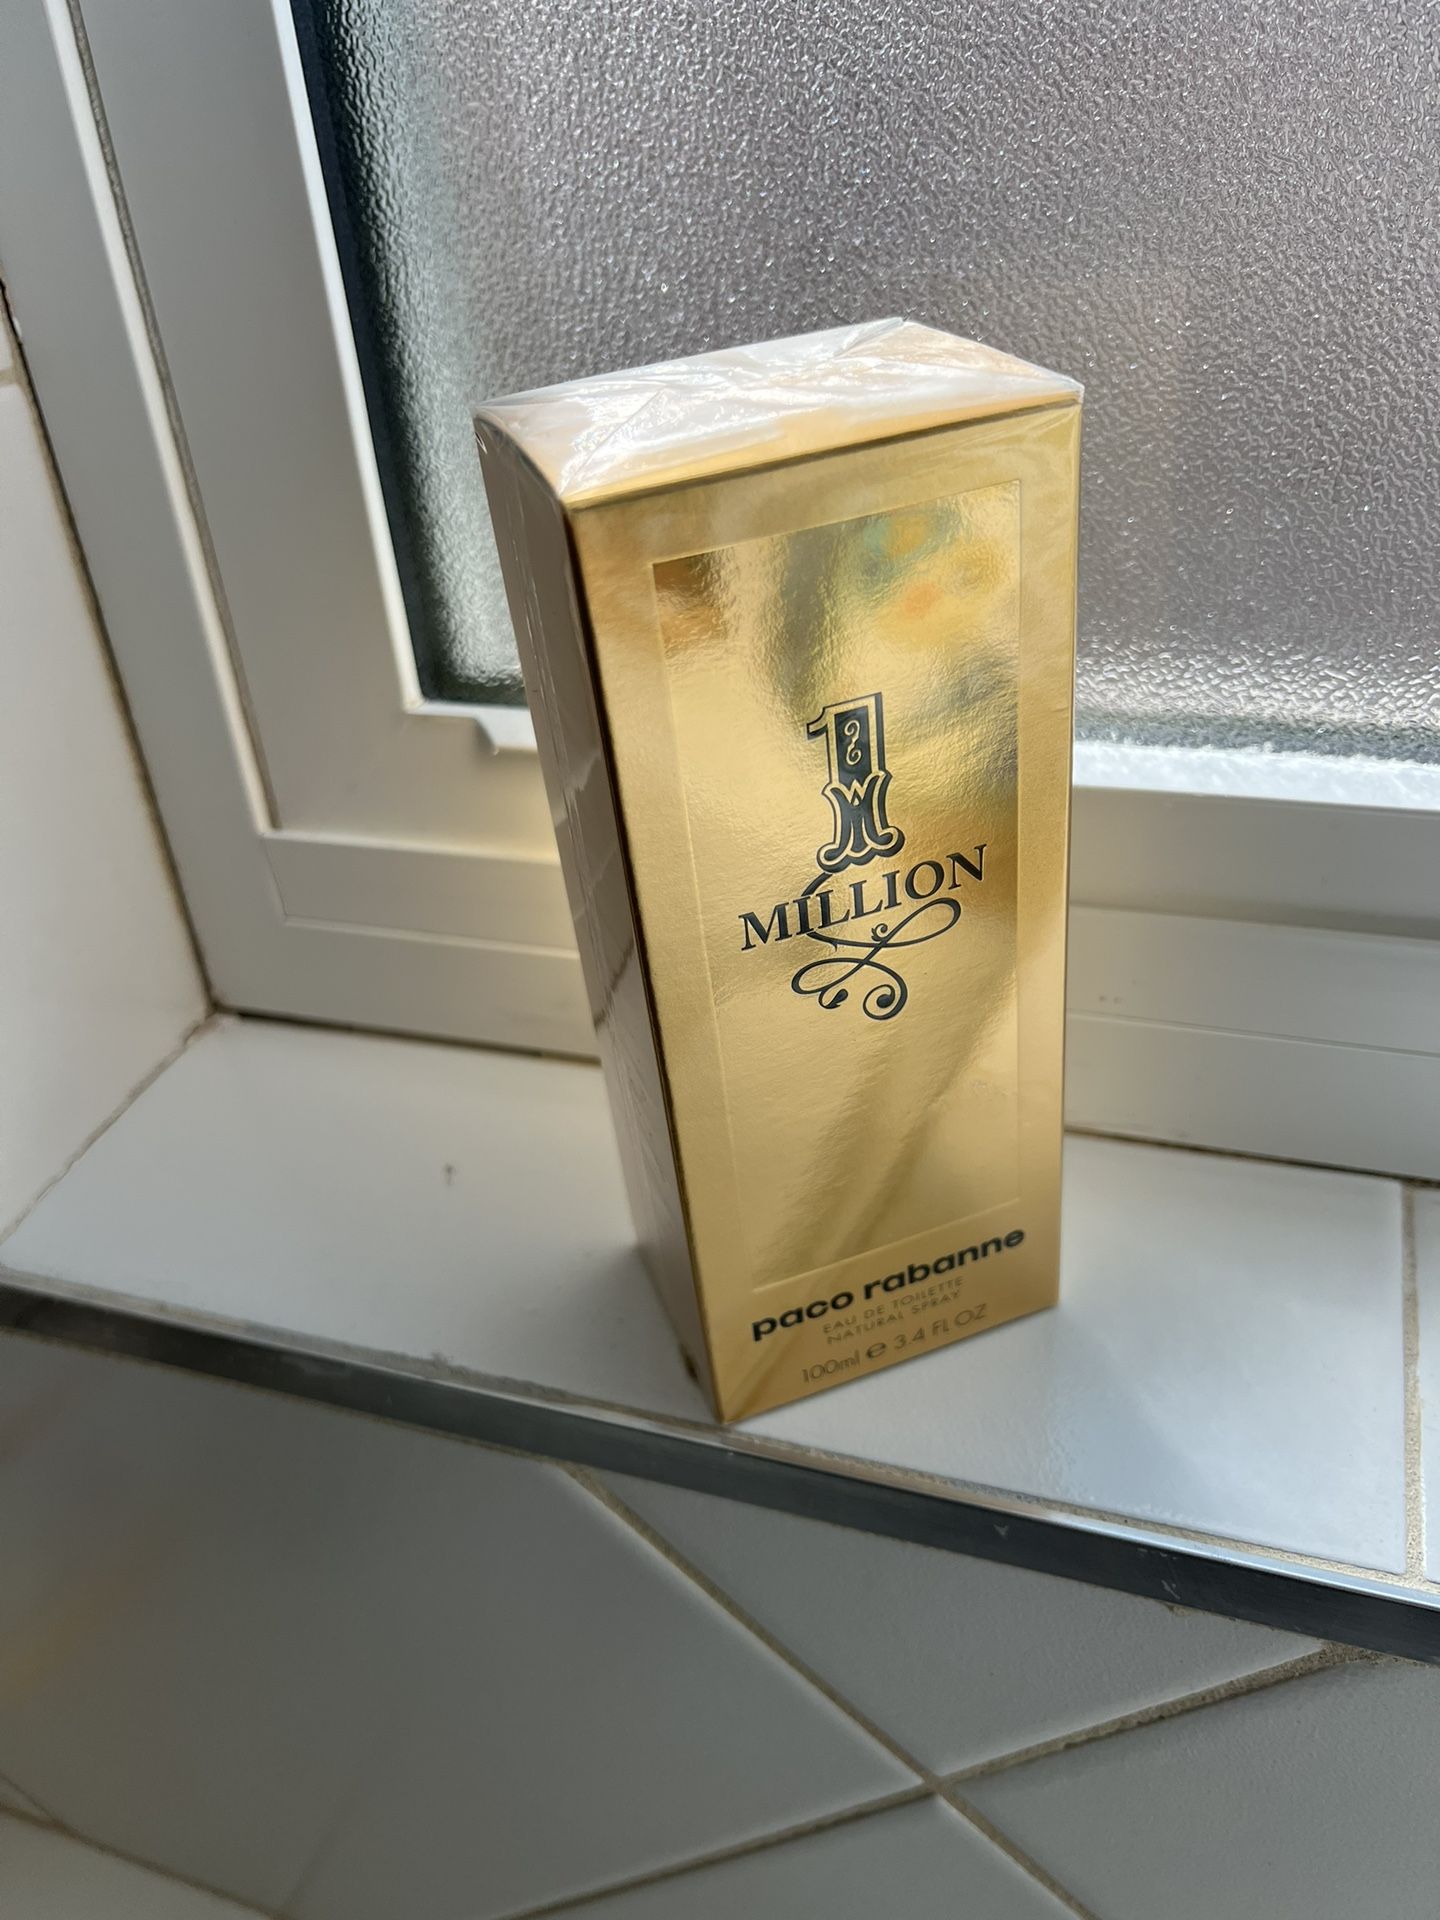 1
MILLION
paco rabanne
EAU DE TOILETTE
NATURAL SPRAY
100ml e 3.4 FL OZ